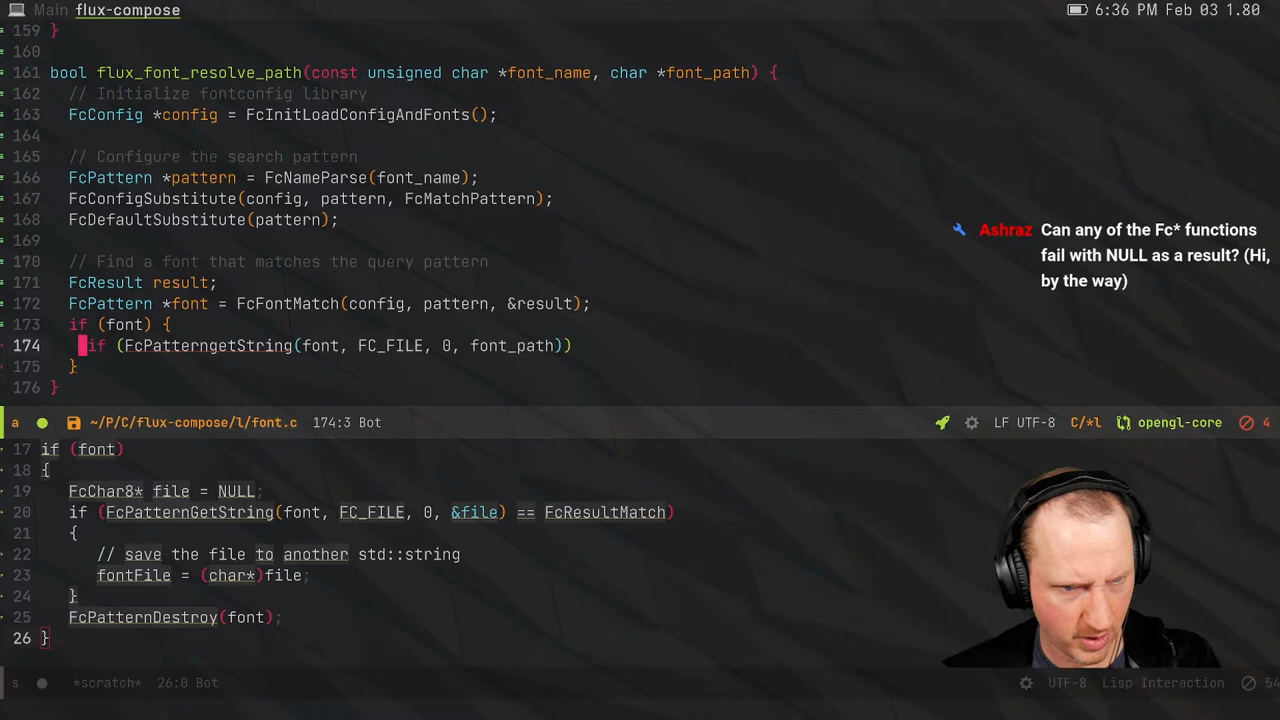 Main flux-compose 6:36 PM Feb 03 1.80
159 }
160
161 bool flux_font_resolve_path(const unsigned char *font_name, char *font_path) {
162 // Initialize fontconfig library
163 FcConfig *config = FcInitLoadConfigAndFonts();
164
165 // Configure the search pattern
166 FcPattern *pattern = FcNameParse(font_name);
167 FcConfigSubstitute(config, pattern, FcMatchPattern);
168 FcDefaultSubstitute(pattern);
169
170 // Find a font that matches the query pattern
171 FcResult result;
172 FcPattern *font = FcFontMatch(config, pattern, &result);
173 if (font) {
174 if (FcPatterngetString(font, FC_FILE, 0, font_path))
175 }
176 }
Ashraz Can any of the Fc* functions
fail with NULL as a result? (Hi,
by the way)
a ~/P/C/flux-compose/l/font.c 174:3 Bot LF UTF-8 C/*l opengl-core 4
17 if (font)
18 {
19 FcChar8* file = NULL;
20 if (FcPatternGetString(font, FC_FILE, 0, &file) == FcResultMatch)
21 {
22 // save the file to another std::string
23 fontFile = (char*)file;
24 }
25 FcPatternDestroy(font);
26 }
s *scratch* 26:0 Bot UTF-8 Lisp Interaction